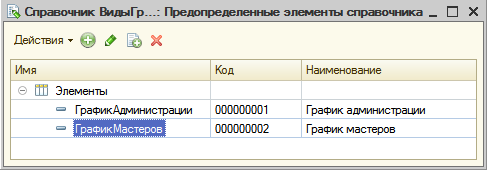 Справочник ВидыГр...: Предопределенные элементы справочника
Действия
Имя Код Наименование
Элементы
ГрафикАдминистрации 000000001 График администрации
ГрафикМастеров 000000002 График мастеров